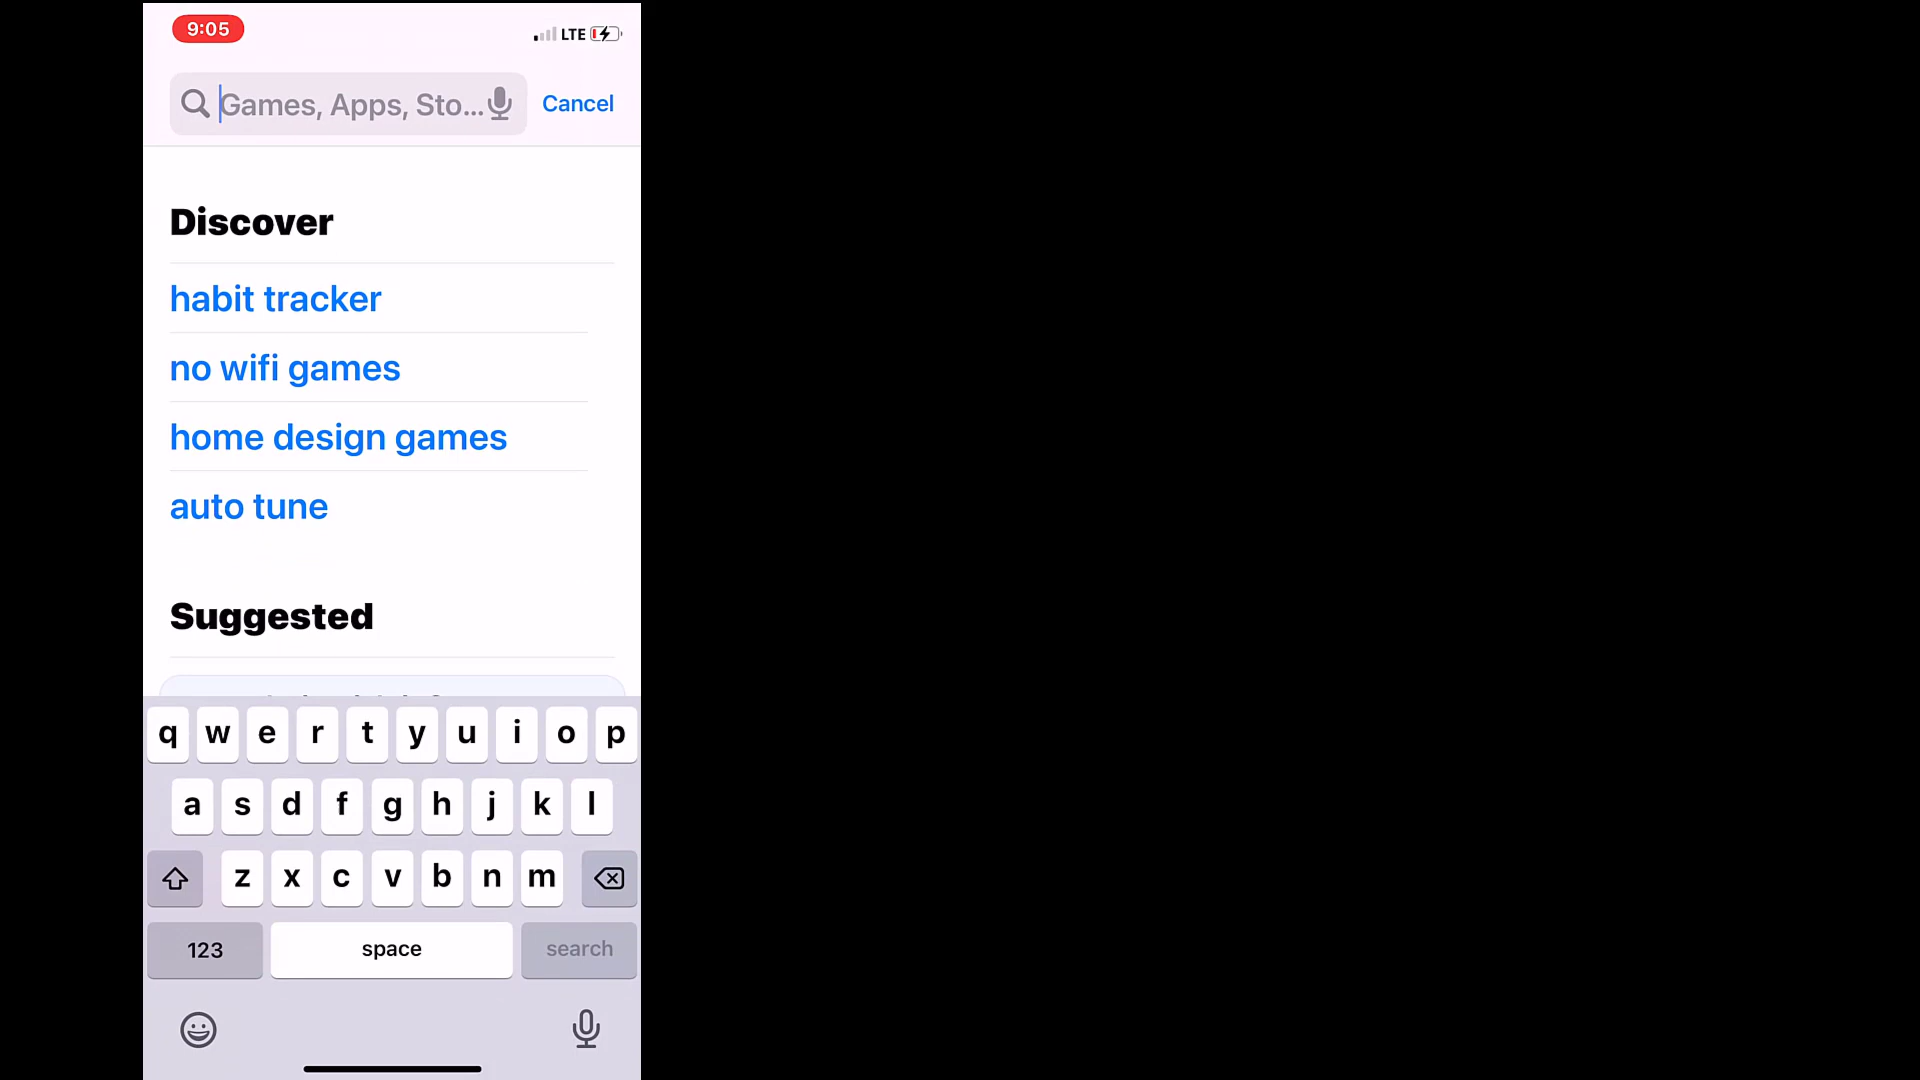 9:05
LTE
Games, Apps, Sto...
Cancel
Discover
habit tracker
no wifi games
home design games
auto tune
Suggested
q w e r t y u i o p
a s d f g h j k l
z x c v b n m
123 space search